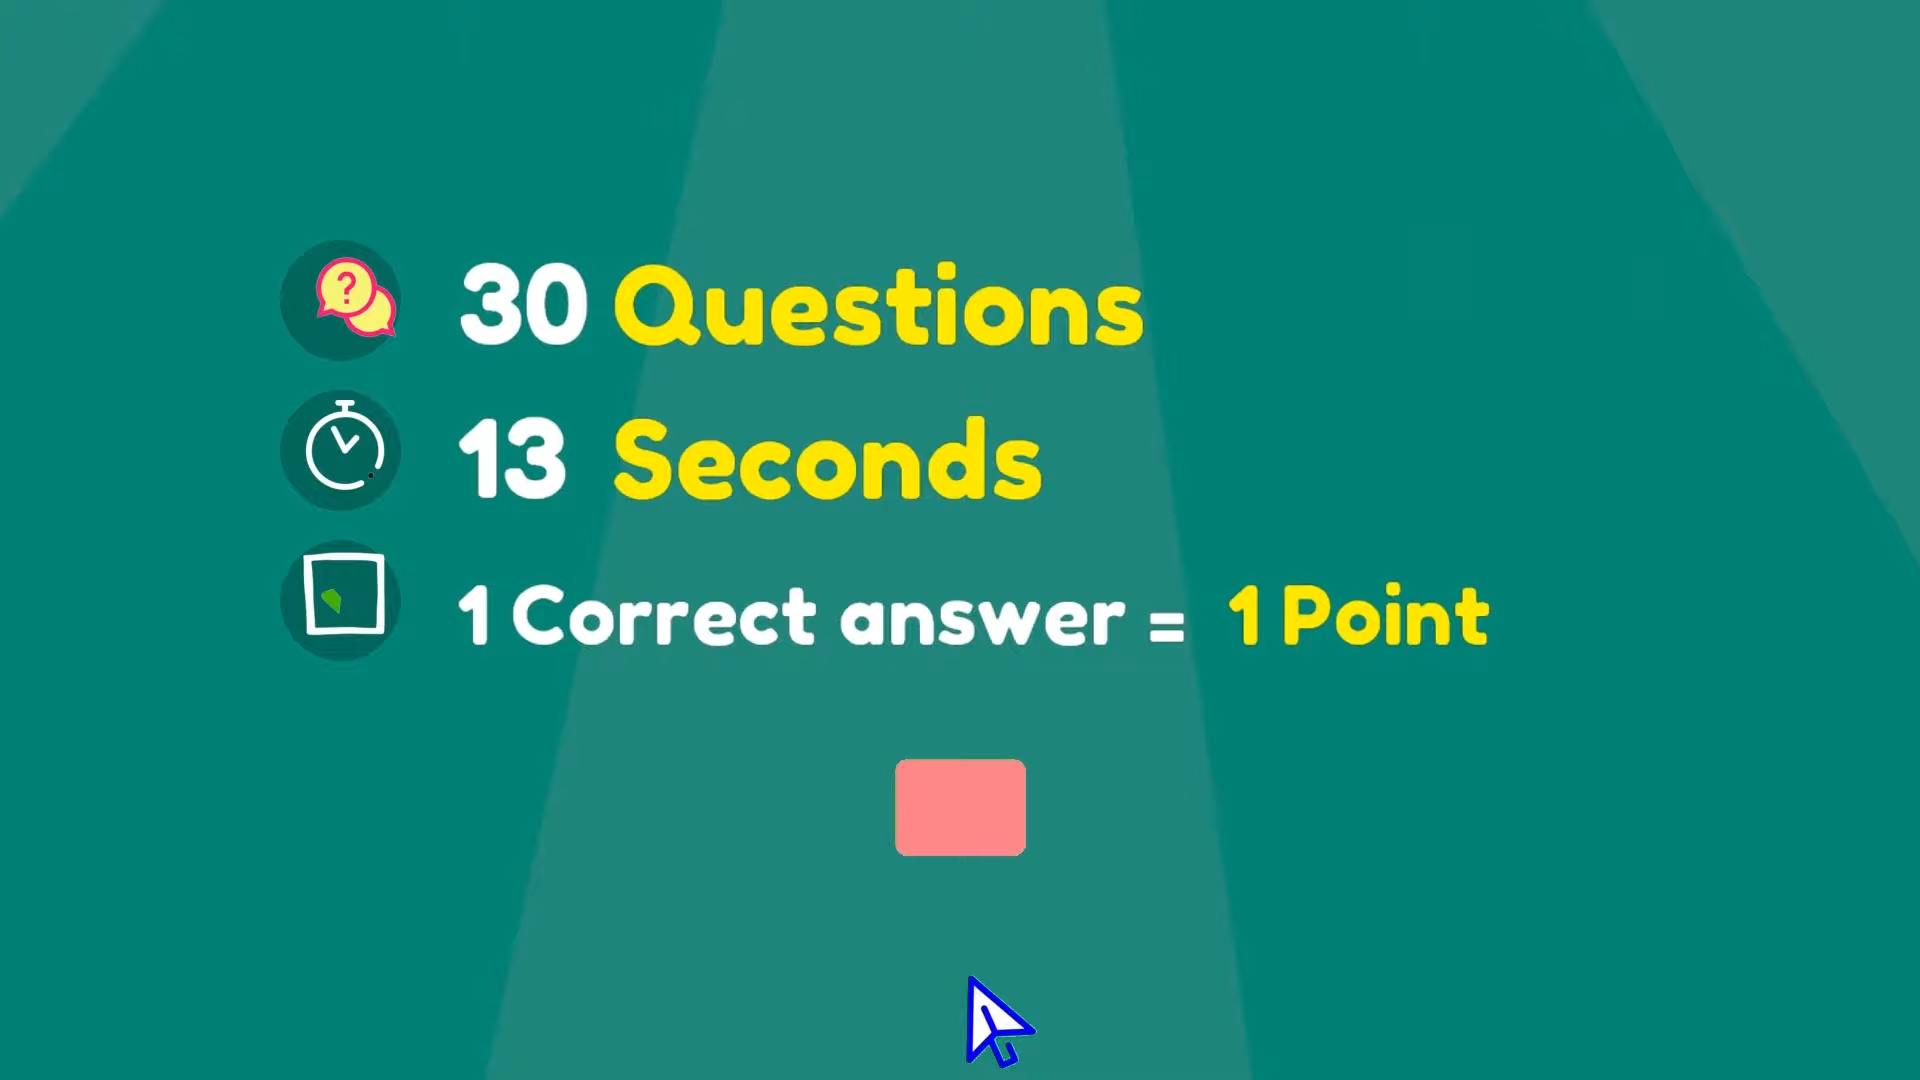 ?
30 Questions
13 Seconds
1 Correct answer = 1 Point